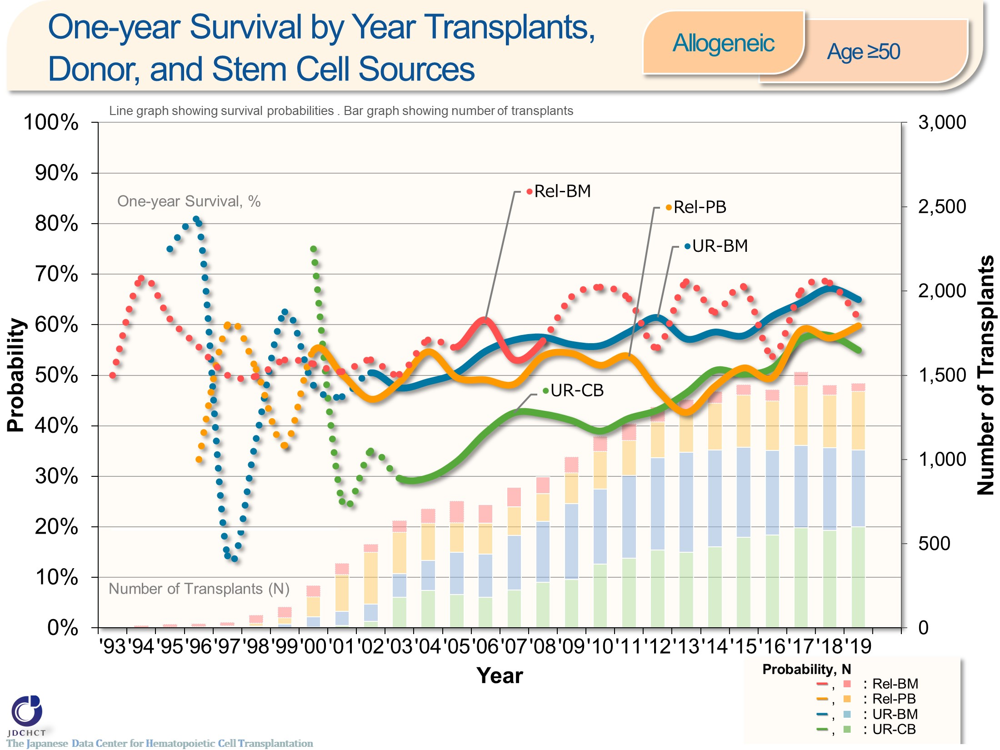 One-year Survival by Year Transplants,
Donor, and Stem Cell Sources
Allogeneic
Age ≥50
Line graph showing survival probabilities . Bar graph showing number of transplants
100%
90%
80%
70%
60%
50%
40%
30%
20%
10%
0%
Probability
3,000
2,500
2,000
1,500
1,000
500
0
Number of Transplants
One-year Survival, %
Rel-BM
Rel-PB
UR-BM
UR-CB
Number of Transplants (N)
'93 '94 '95 '96 '97 '98 '99 '00 '01 '02 '03 '04 '05 '06 '07 '08 '09 '10 '11 '12 '13 '14 '15 '16 '17 '18 '19
Year
Probability, N
, : Rel-BM
, : Rel-PB
, : UR-BM
, : UR-CB
JDCHCT
The Japanese Data Center for Hematopoietic Cell Transplantation